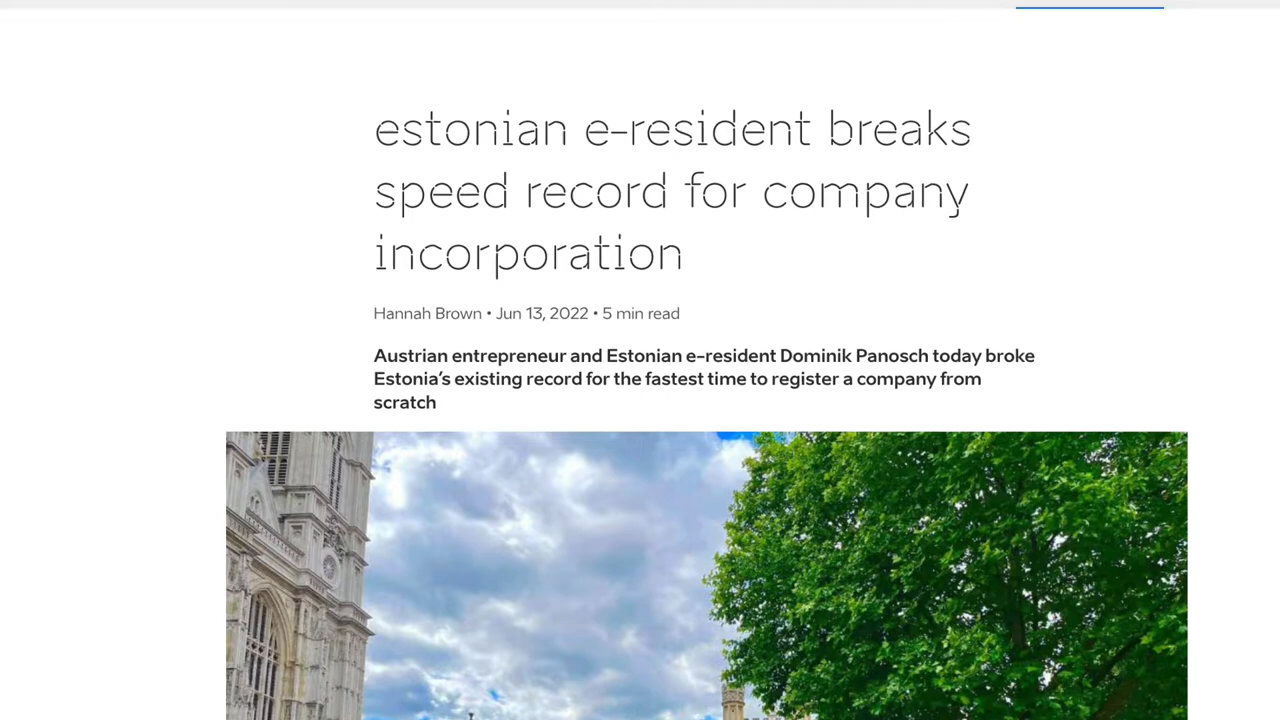 estonian e-resident breaks
speed record for company
incorporation
Hannah Brown • Jun 13, 2022 • 5 min read
Austrian entrepreneur and Estonian e-resident Dominik Panosch today broke
Estonia's existing record for the fastest time to register a company from
scratch